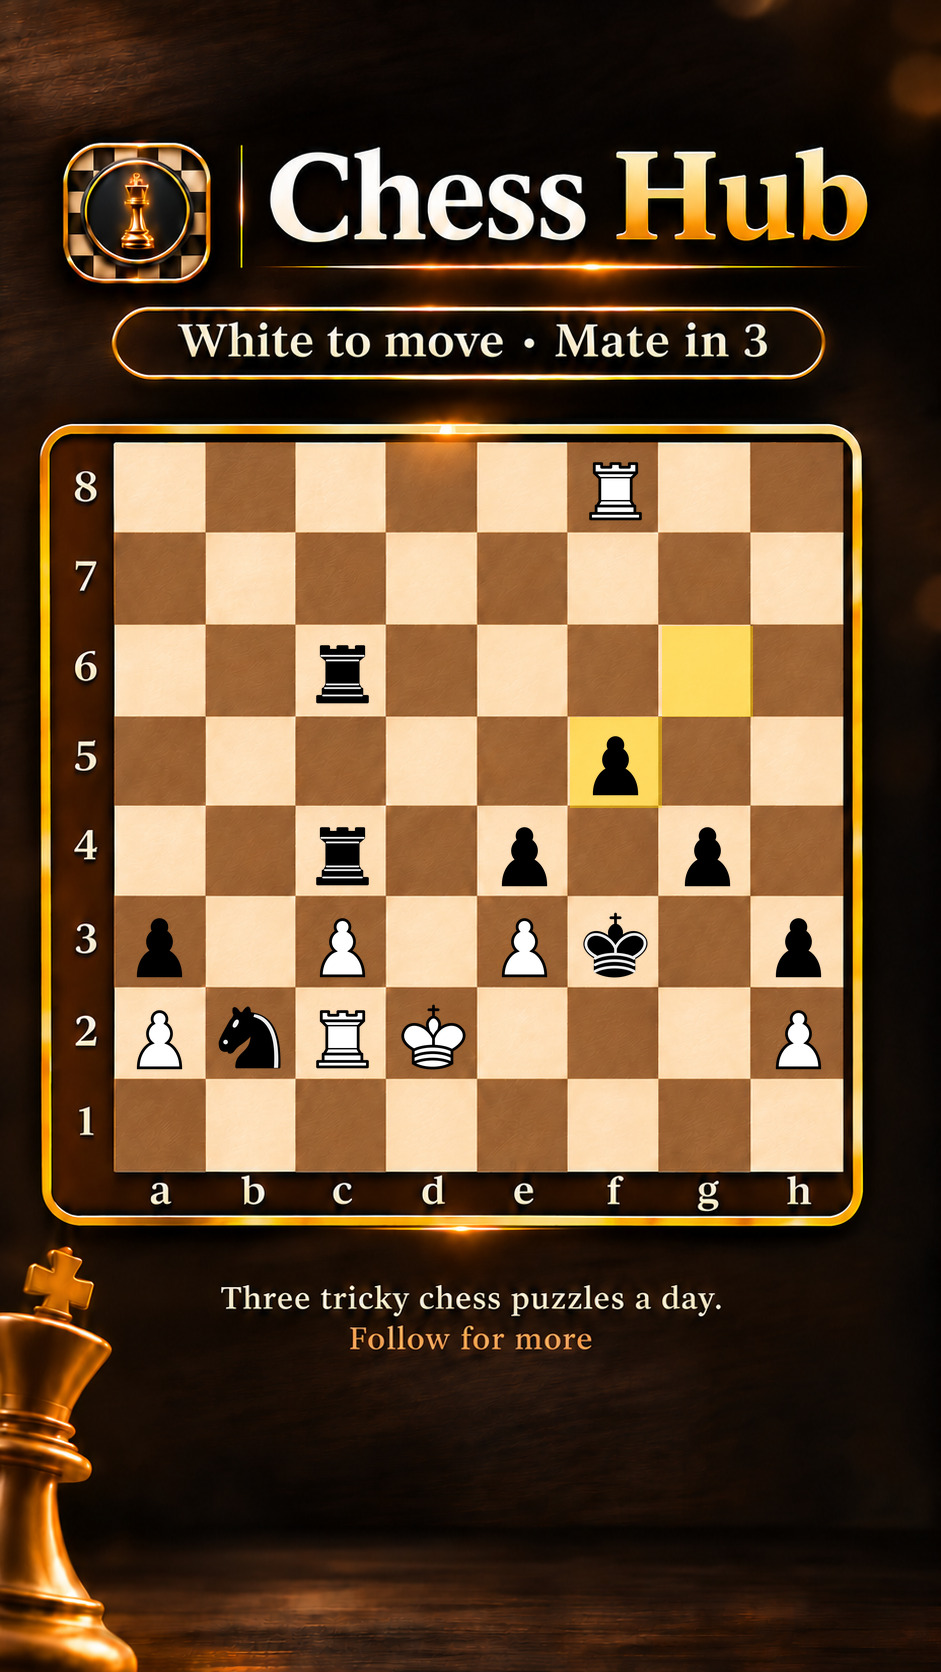 Chess Hub
White to move • Mate in 3
8
7
6
5
4
3
2
1
a b c d e f g h
Three tricky chess puzzles a day.
Follow for more